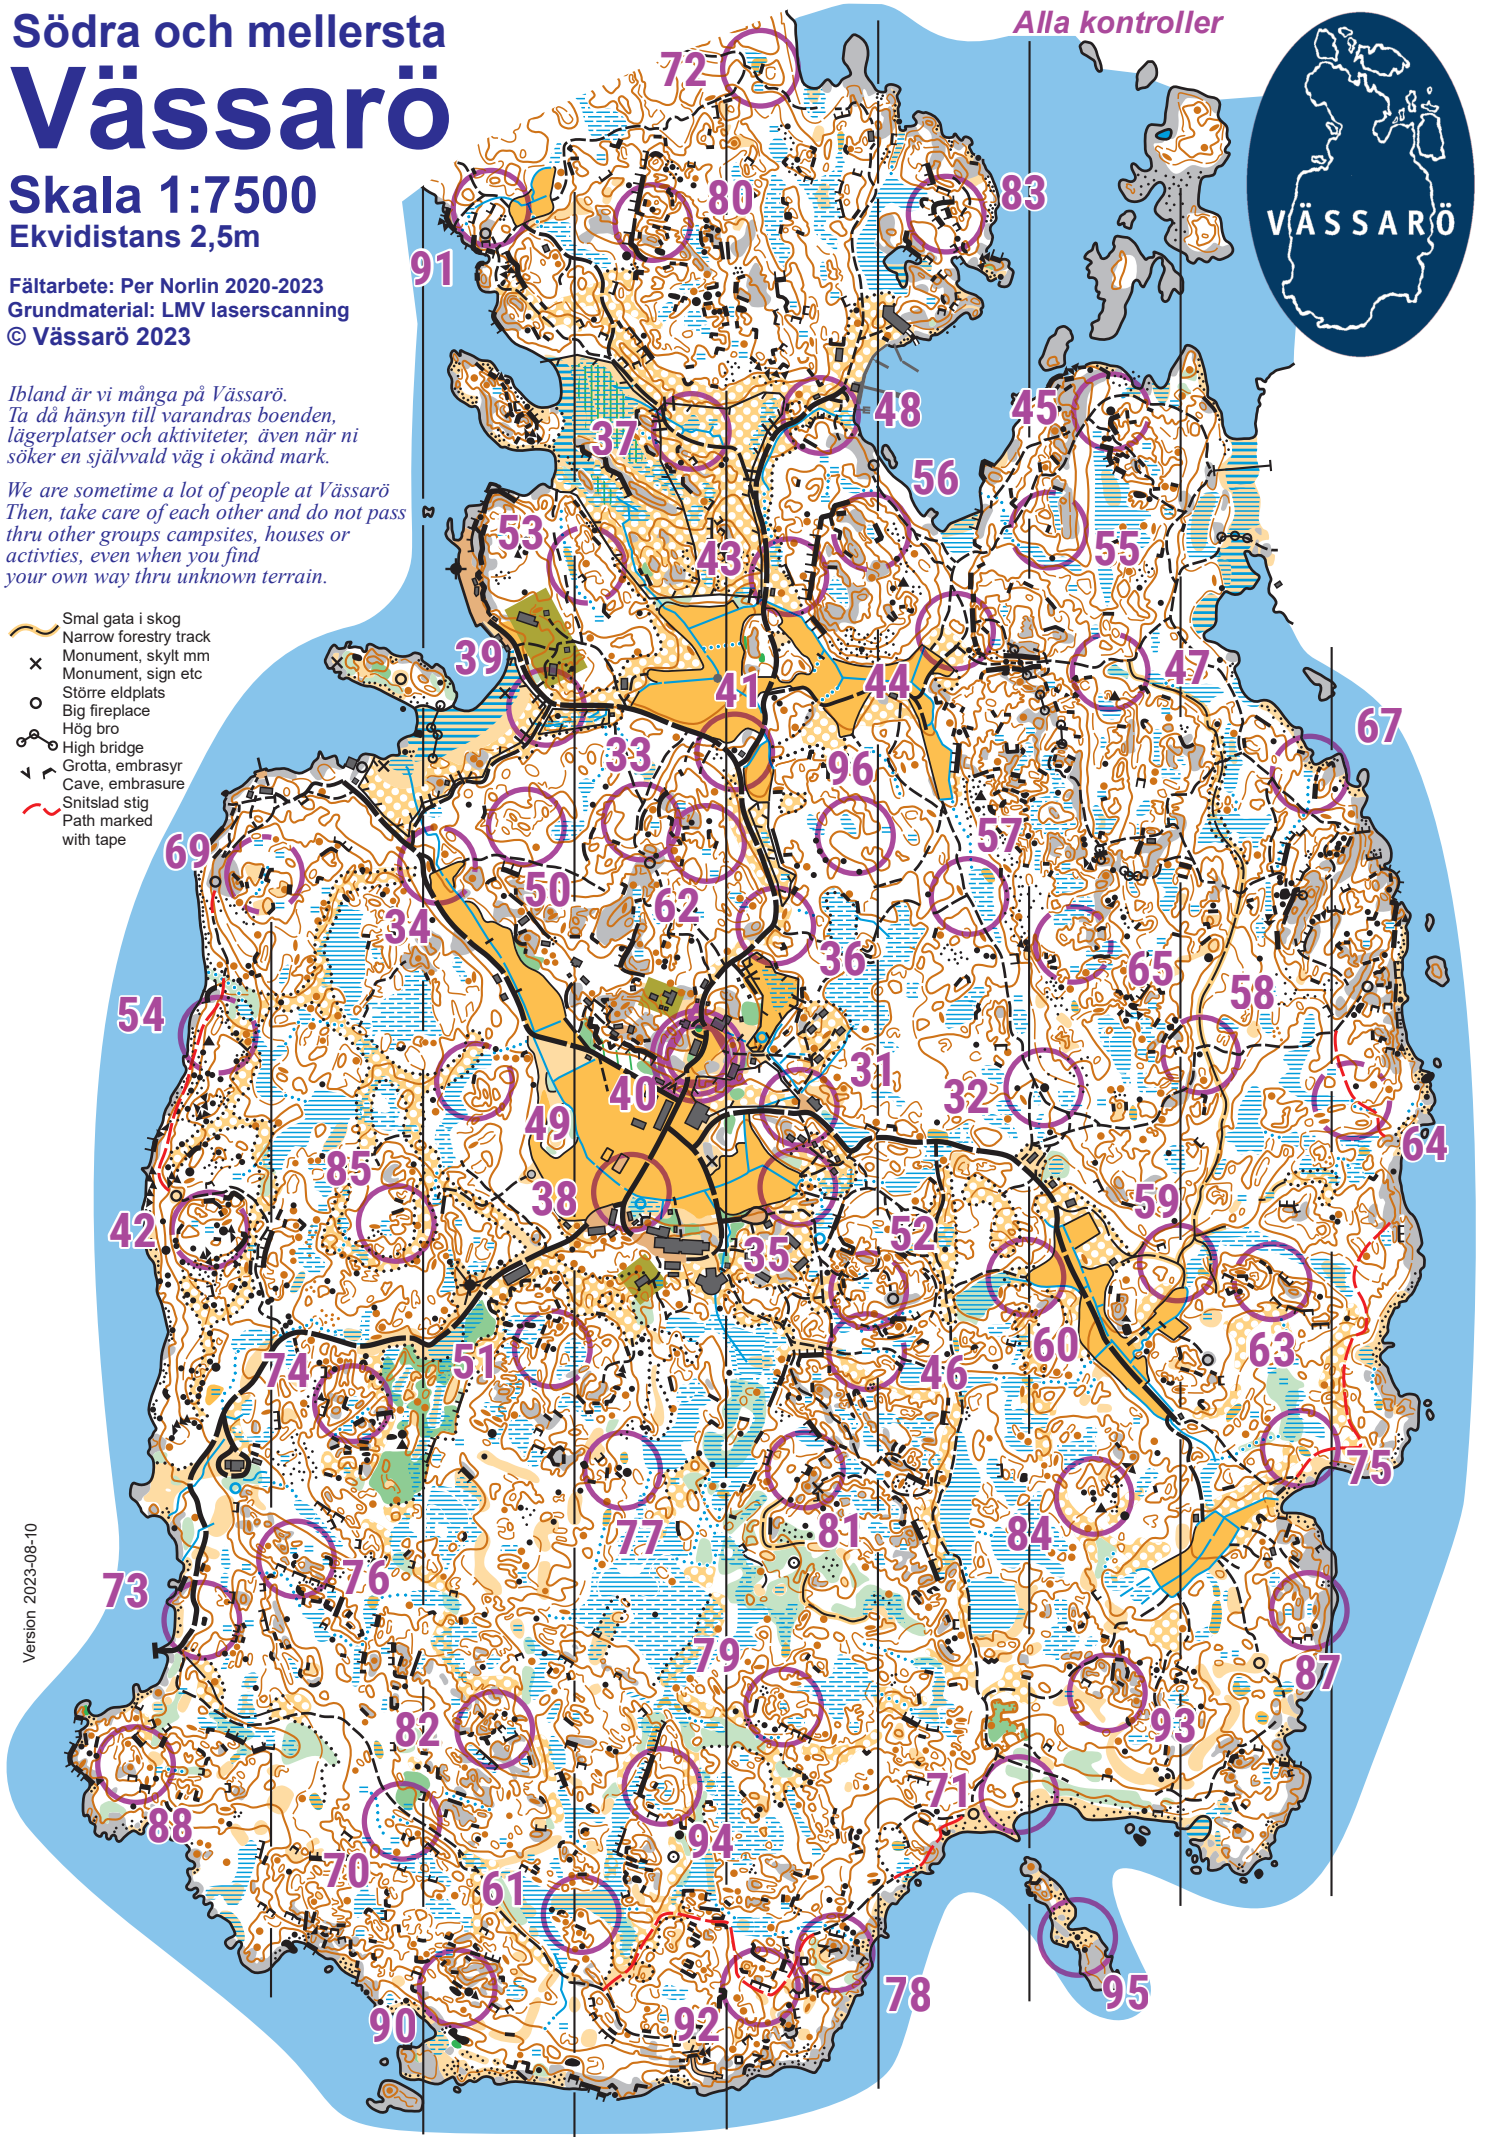 Södra och mellersta
Vässarö
Skala 1:7500
Ekvidistans 2,5m
Fältarbete: Per Norlin 2020-2023
Grundmaterial: LMV laserscanning
© Vässarö 2023
Ibland är vi många på Vässarö.
Ta då hänsyn till varandras boenden,
lägerplatser och aktiviteter, även när ni
söker en självvald väg i okänd mark.
We are sometime a lot of people at Vässarö
Then, take care of each other and do not pass
thru other groups campsites, houses or
activties, even when you find
your own way thru unknown terrain.
Smal gata i skog
Narrow forestry track
Monument, skylt mm
Monument, sign etc
Större eldplats
Big fireplace
Hög bro
High bridge
Grotta, embrasyr
Cave, embrasure
Snitslad stig
Path marked
with tape
Version 2023-08-10
Alla kontroller
VÄSSARÖ
72
80
83
91
37
48
45
56
53
43
55
39
41
44
47
67
33
96
57
69
50
62
34
36
65
58
54
40
31
32
49
64
85
38
42
35
52
59
74
51
46
60
63
75
77
81
84
73
76
79
87
82
93
71
88
94
70
61
78
95
90
92